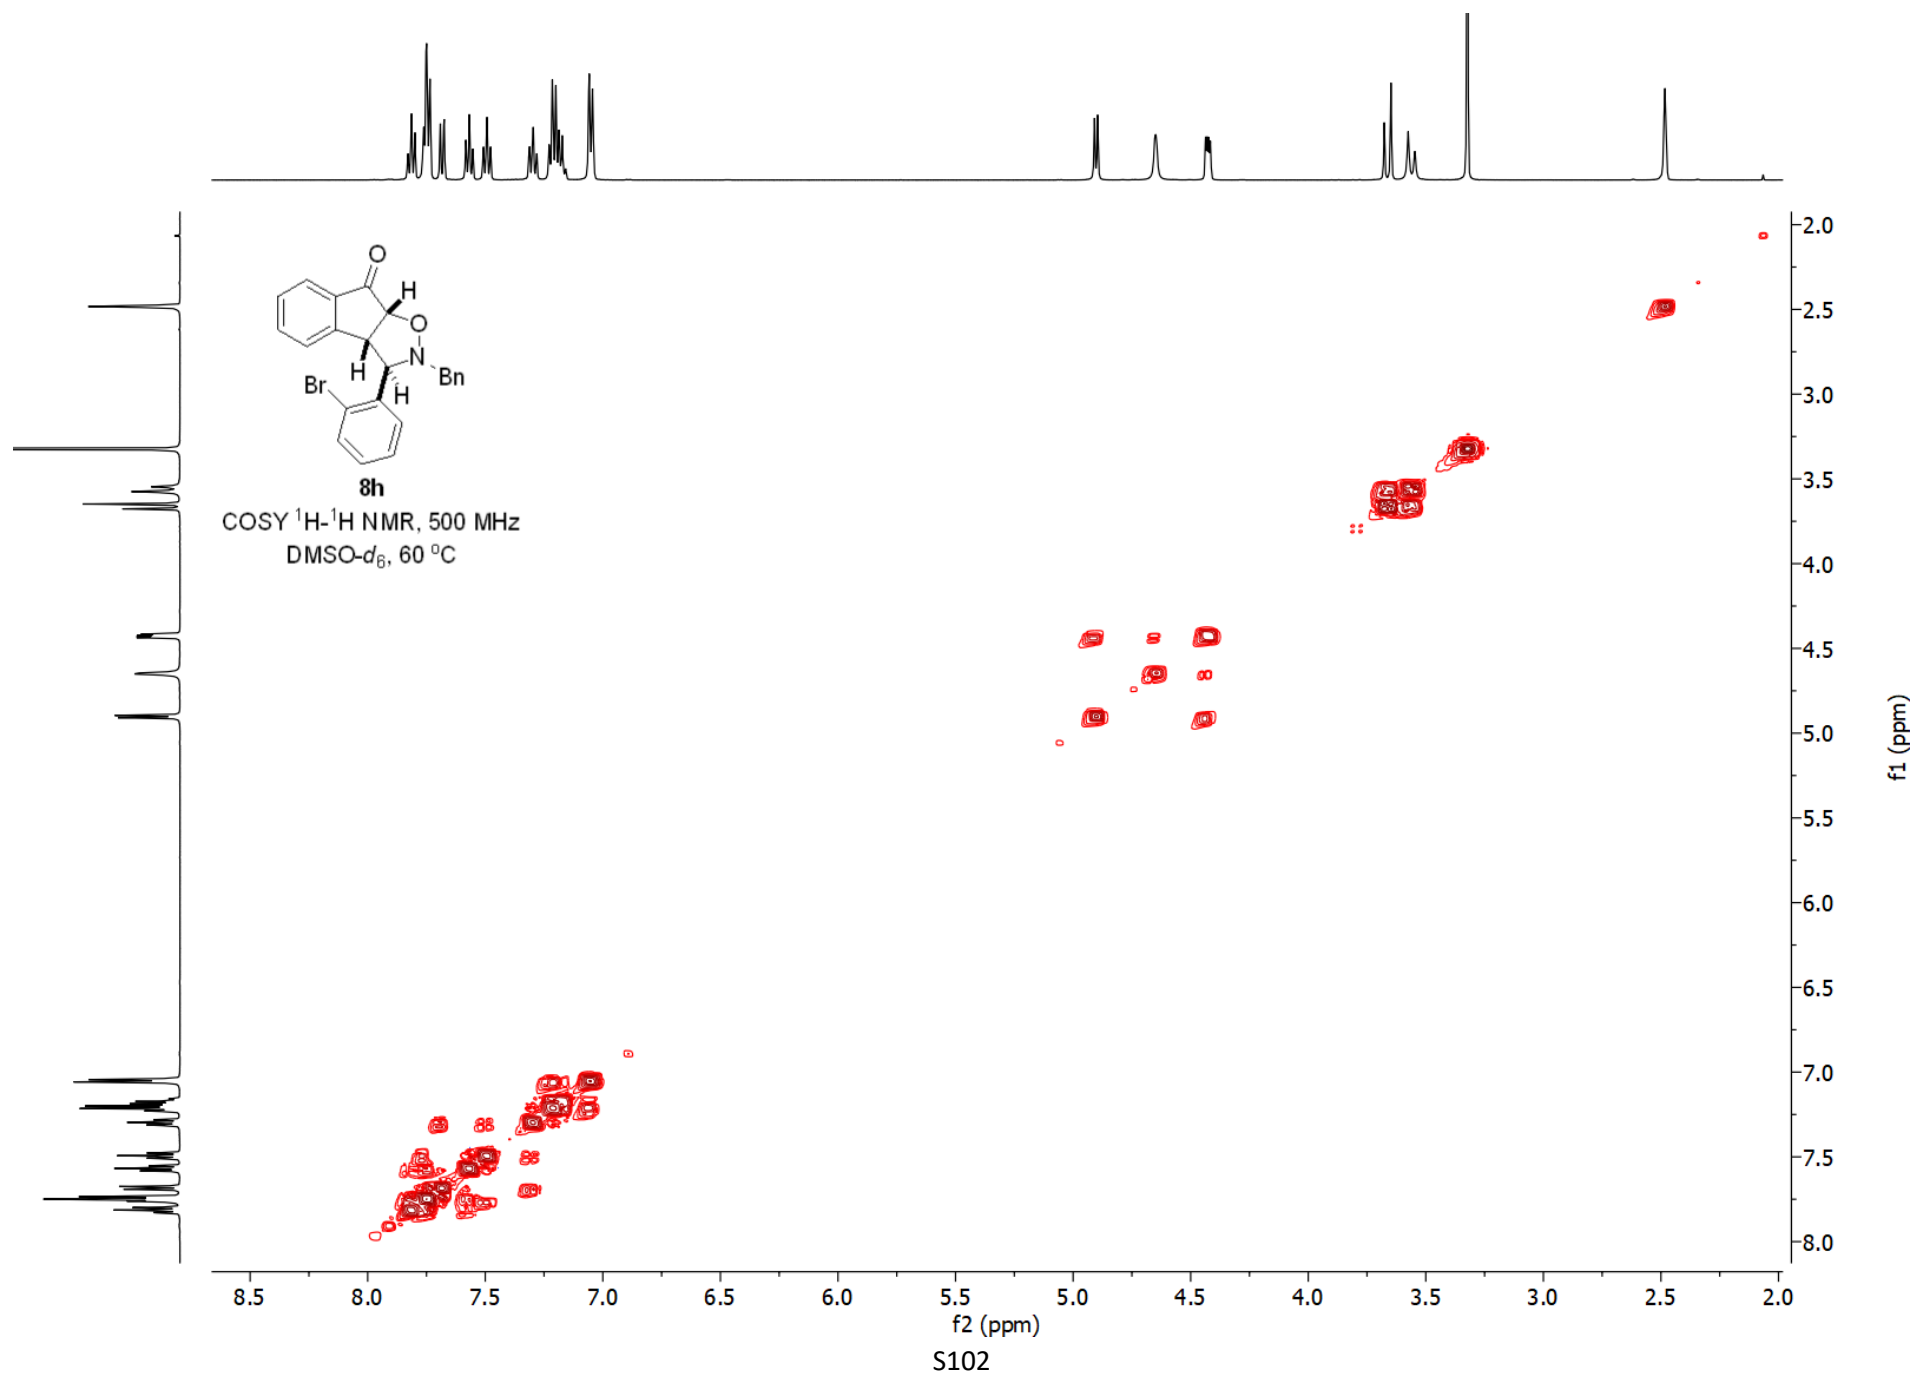 O
H
O
N
H
Bn
Br
H
8h
COSY ¹H-¹H NMR, 500 MHz
DMSO-d₆, 60 °C
2.0
2.5
3.0
3.5
4.0
4.5
5.0
5.5
6.0
6.5
7.0
7.5
8.0
f1 (ppm)
8.5 8.0 7.5 7.0 6.5 6.0 5.5 5.0 4.5 4.0 3.5 3.0 2.5 2.0
f2 (ppm)
S102